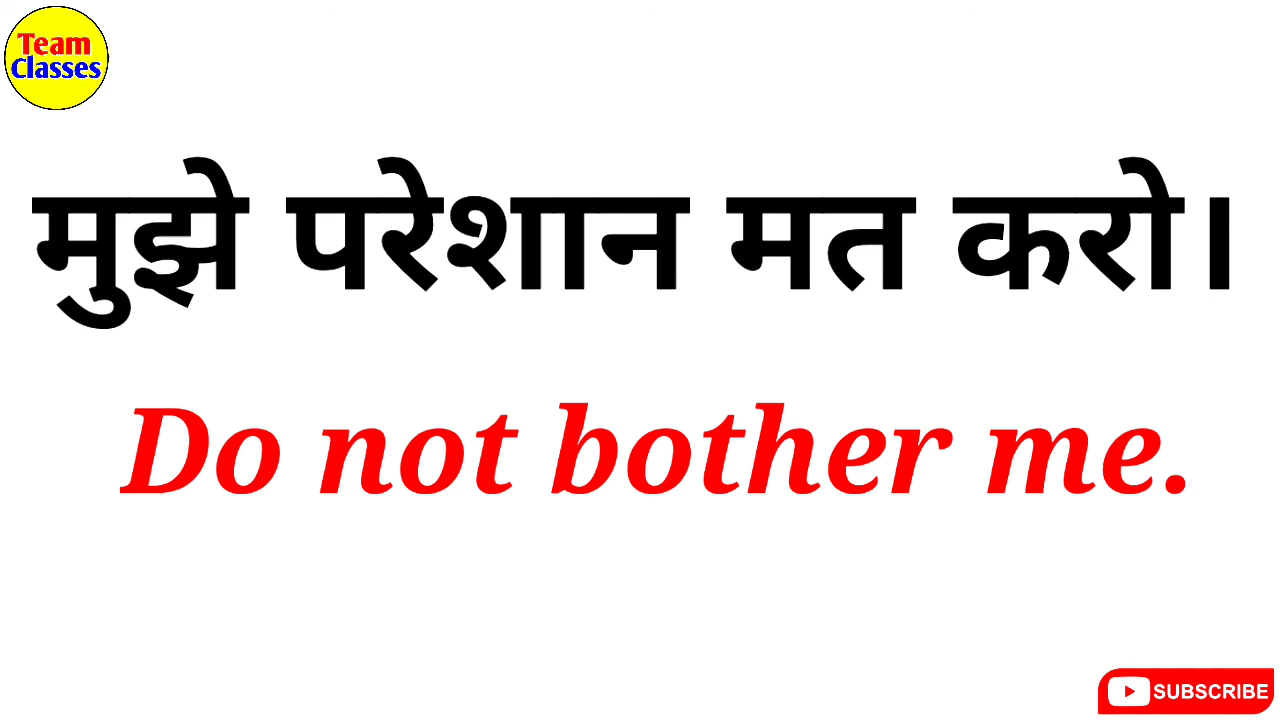 Team
Classes
मुझे परेशान मत करो।
Do not bother me.
SUBSCRIBE